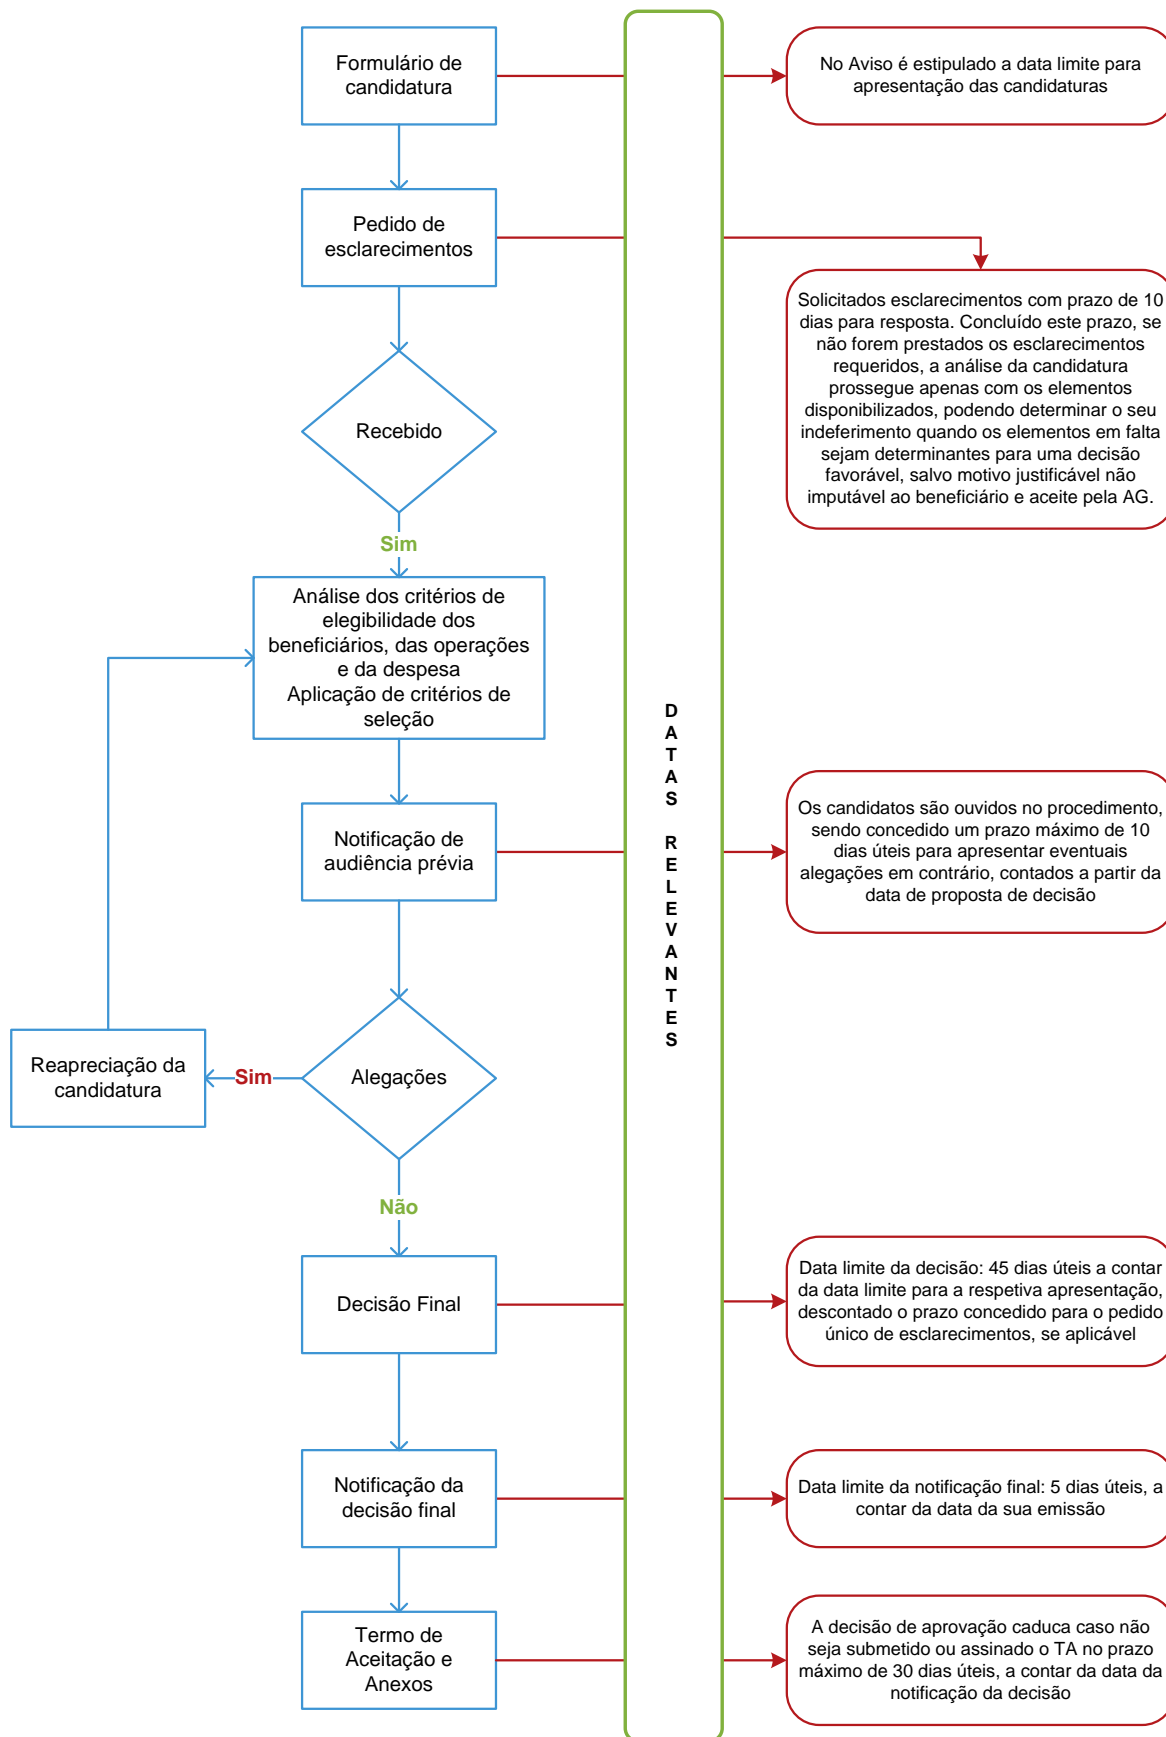 Formulário de
candidatura
No Aviso é estipulado a data limite para
apresentação das candidaturas
Pedido de
esclarecimentos
Solicitados esclarecimentos com prazo de 10
dias para resposta. Concluído este prazo, se
não forem prestados os esclarecimentos
requeridos, a análise da candidatura
prossegue apenas com os elementos
disponibilizados, podendo determinar o seu
indeferimento quando os elementos em falta
sejam determinantes para uma decisão
favorável, salvo motivo justificável não
imputável ao beneficiário e aceite pela AG.
Recebido
Sim
Análise dos critérios de
elegibilidade dos
beneficiários, das operações
e da despesa
Aplicação de critérios de
seleção
DATAS RELEVANTES
Notificação de
audiência prévia
Os candidatos são ouvidos no procedimento,
sendo concedido um prazo máximo de 10
dias úteis para apresentar eventuais
alegações em contrário, contados a partir da
data de proposta de decisão
Alegações
Sim
Reapreciação da
candidatura
Não
Decisão Final
Data limite da decisão: 45 dias úteis a contar
da data limite para a respetiva apresentação,
descontado o prazo concedido para o pedido
único de esclarecimentos, se aplicável
Notificação da
decisão final
Data limite da notificação final: 5 dias úteis, a
contar da data da sua emissão
Termo de
Aceitação e
Anexos
A decisão de aprovação caduca caso não
seja submetido ou assinado o TA no prazo
máximo de 30 dias úteis, a contar da data da
notificação da decisão